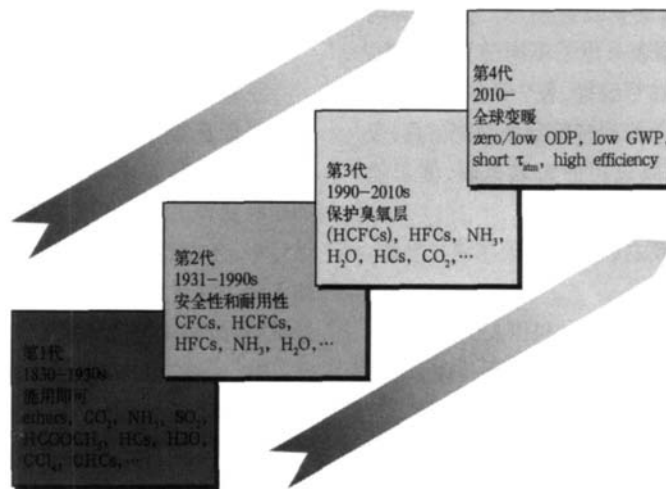 第4代
2010-
全球变暖
zero/low ODP, low GWP,
short τatm, high efficiency
第3代
1990-2010s
保护臭氧层
(HCFCs), HFCs, NH₃,
H₂O, HCs, CO₂,…
第2代
1931-1990s
安全性和耐用性
CFCs, HCFCs,
HFCs, NH₃, H₂O,…
第1代
1830-1930s
能用即可
ethers, CO₂, NH₃, SO₂,
HCOOCH₃, HCs, H2O,
CCl₄, CHCs,…